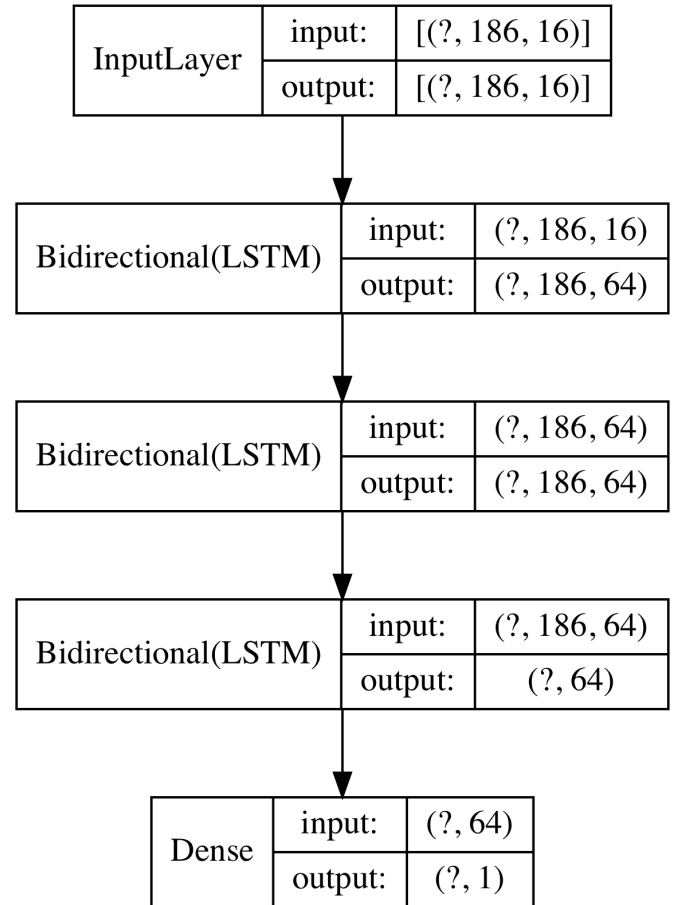 InputLayer
input: [(?, 186, 16)]
output: [(?, 186, 16)]
Bidirectional(LSTM)
input: (?, 186, 16)
output: (?, 186, 64)
Bidirectional(LSTM)
input: (?, 186, 64)
output: (?, 186, 64)
Bidirectional(LSTM)
input: (?, 186, 64)
output: (?, 64)
Dense
input: (?, 64)
output: (?, 1)